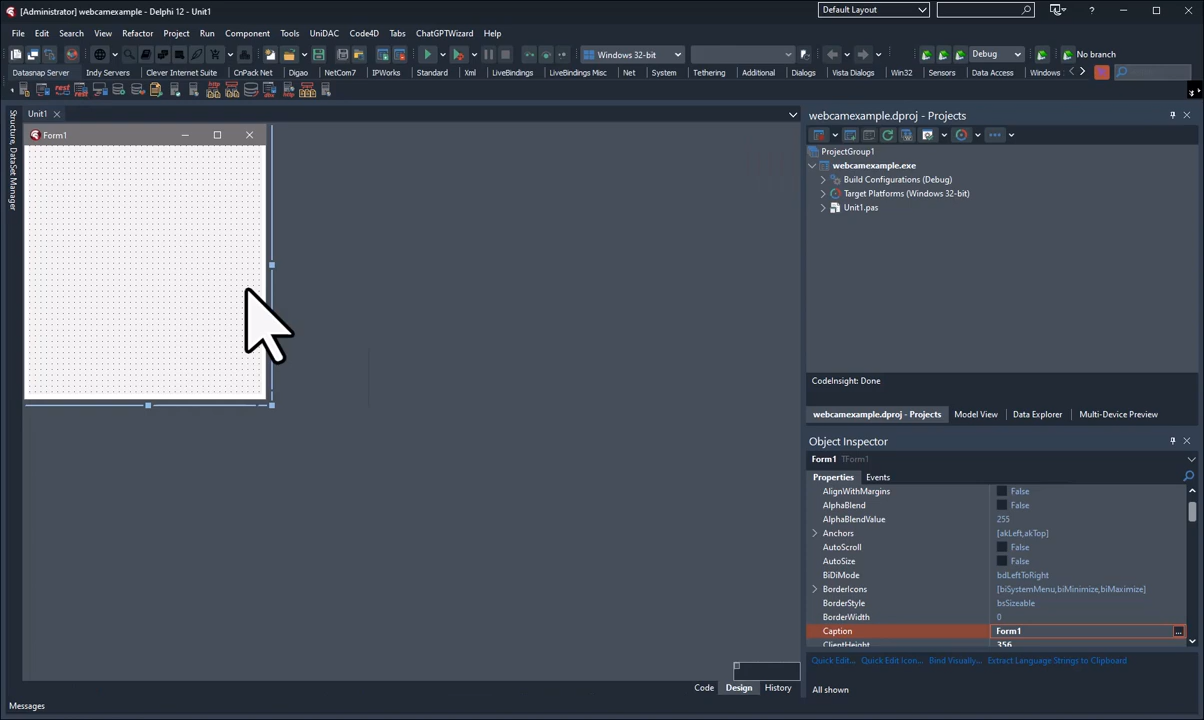 [Administrator] webcamexample - Delphi 12 - Unit1
Default Layout
File Edit Search View Refactor Project Run Component Tools UniDAC Code4D Tabs ChatGPTWizard Help
Windows 32-bit
Debug
No branch
Datasnap Server Indy Servers Clever Internet Suite CnPack Net Digao NetCom7 IPWorks Standard Xml LiveBindings LiveBindings Misc Net System Tethering Additional Dialogs Vista Dialogs Win32 Sensors Data Access Windows
rest
http
Unit1
Structure, DataSet Manager
Form1
webcamexample.dproj - Projects
ProjectGroup1
webcamexample.exe
Build Configurations (Debug)
Target Platforms (Windows 32-bit)
Unit1.pas
CodeInsight: Done
webcamexample.dproj - Projects Model View Data Explorer Multi-Device Preview
Object Inspector
Form1 TForm1
Properties Events
AlignWithMargins False
AlphaBlend False
AlphaBlendValue 255
Anchors [akLeft,akTop]
AutoScroll False
AutoSize False
BiDiMode bdLeftToRight
BorderIcons [biSystemMenu,biMinimize,biMaximize]
BorderStyle bsSizeable
BorderWidth 0
Caption Form1
ClientHeight 356
Quick Edit... Quick Edit Icon... Bind Visually... Extract Language Strings to Clipboard
All shown
Code Design History
Messages